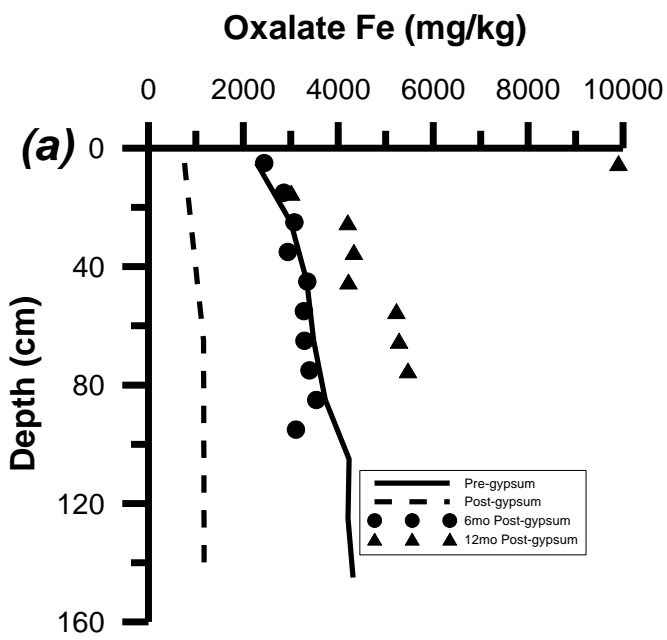 Oxalate Fe (mg/kg)
0 2000 4000 6000 8000 10000
(a)
0
40
80
120
160
Depth (cm)
Pre-gypsum
Post-gypsum
6mo Post-gypsum
12mo Post-gypsum